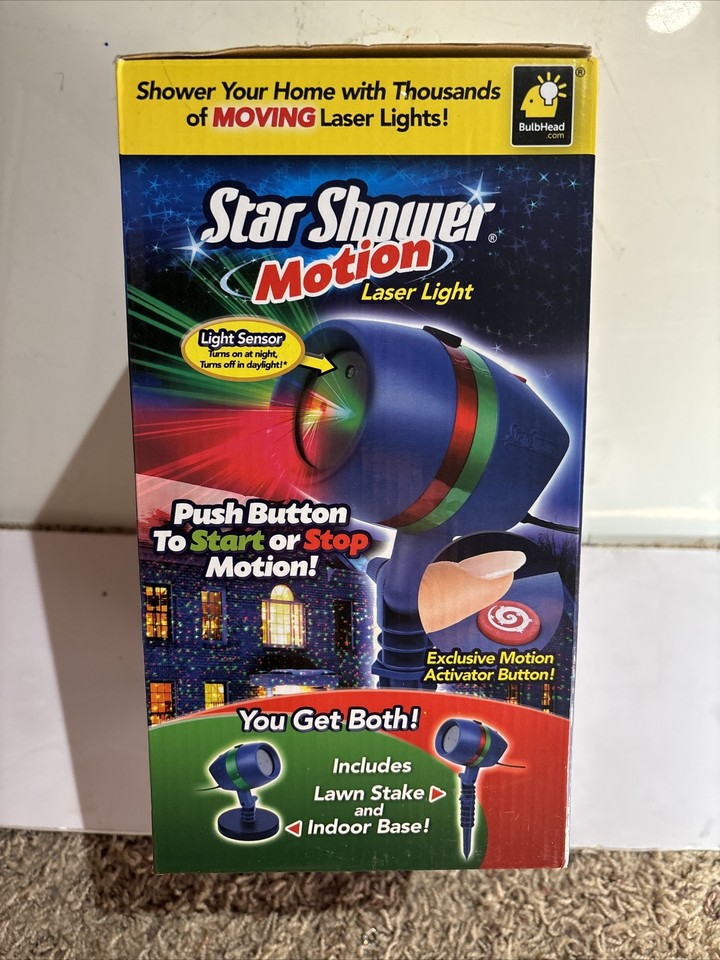 Shower Your Home with Thousands
of MOVING Laser Lights!
BulbHead
.com
®
Star Shower®
Motion
Laser Light
Light Sensor
Turns on at night,
Turns off in daylight!*
Push Button
To Start or Stop
Motion!
Exclusive Motion
Activator Button!
You Get Both!
Includes
Lawn Stake
and
Indoor Base!